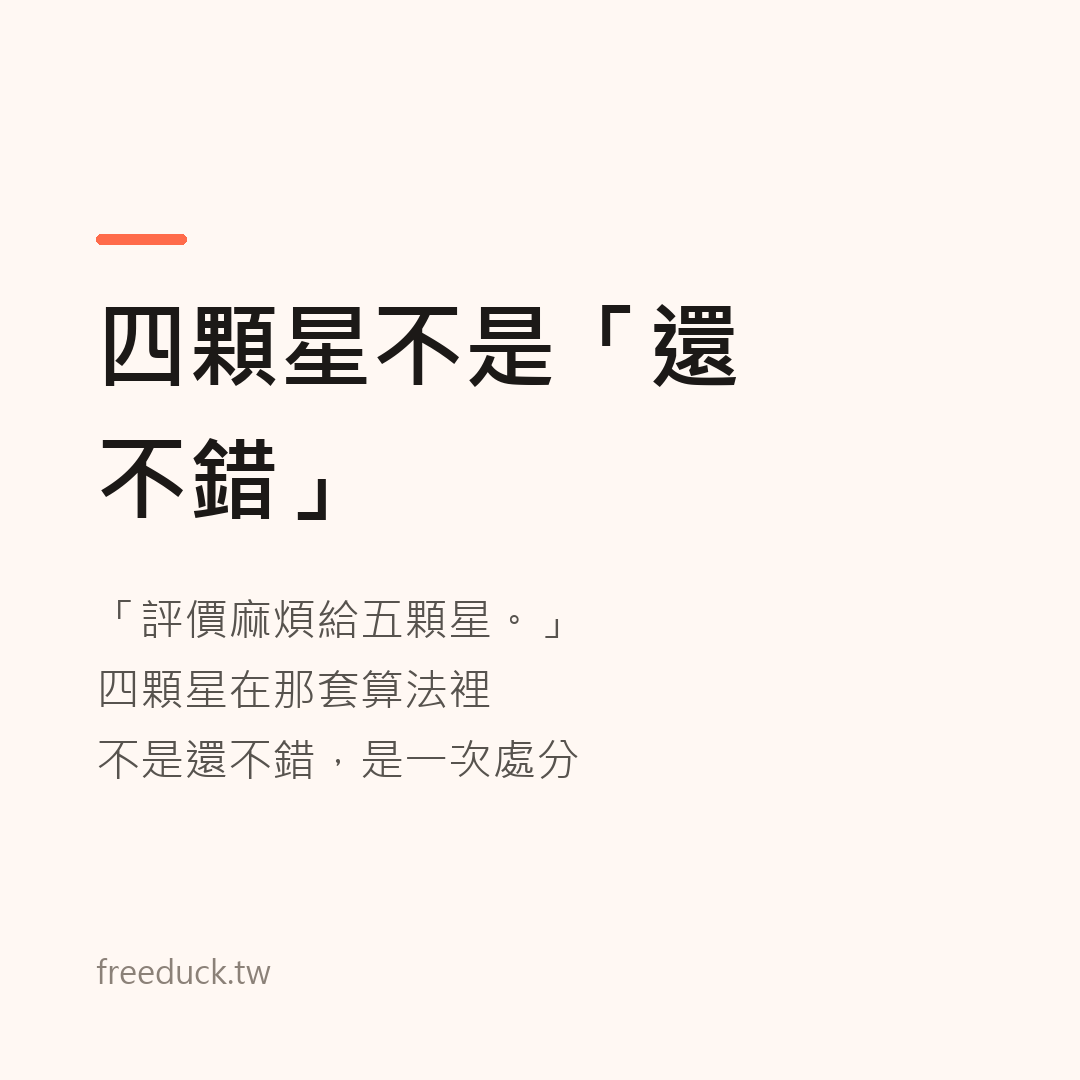 四顆星不是「還
不錯」
「評價麻煩給五顆星。」
四顆星在那套算法裡
不是還不錯，是一次處分
freeduck.tw